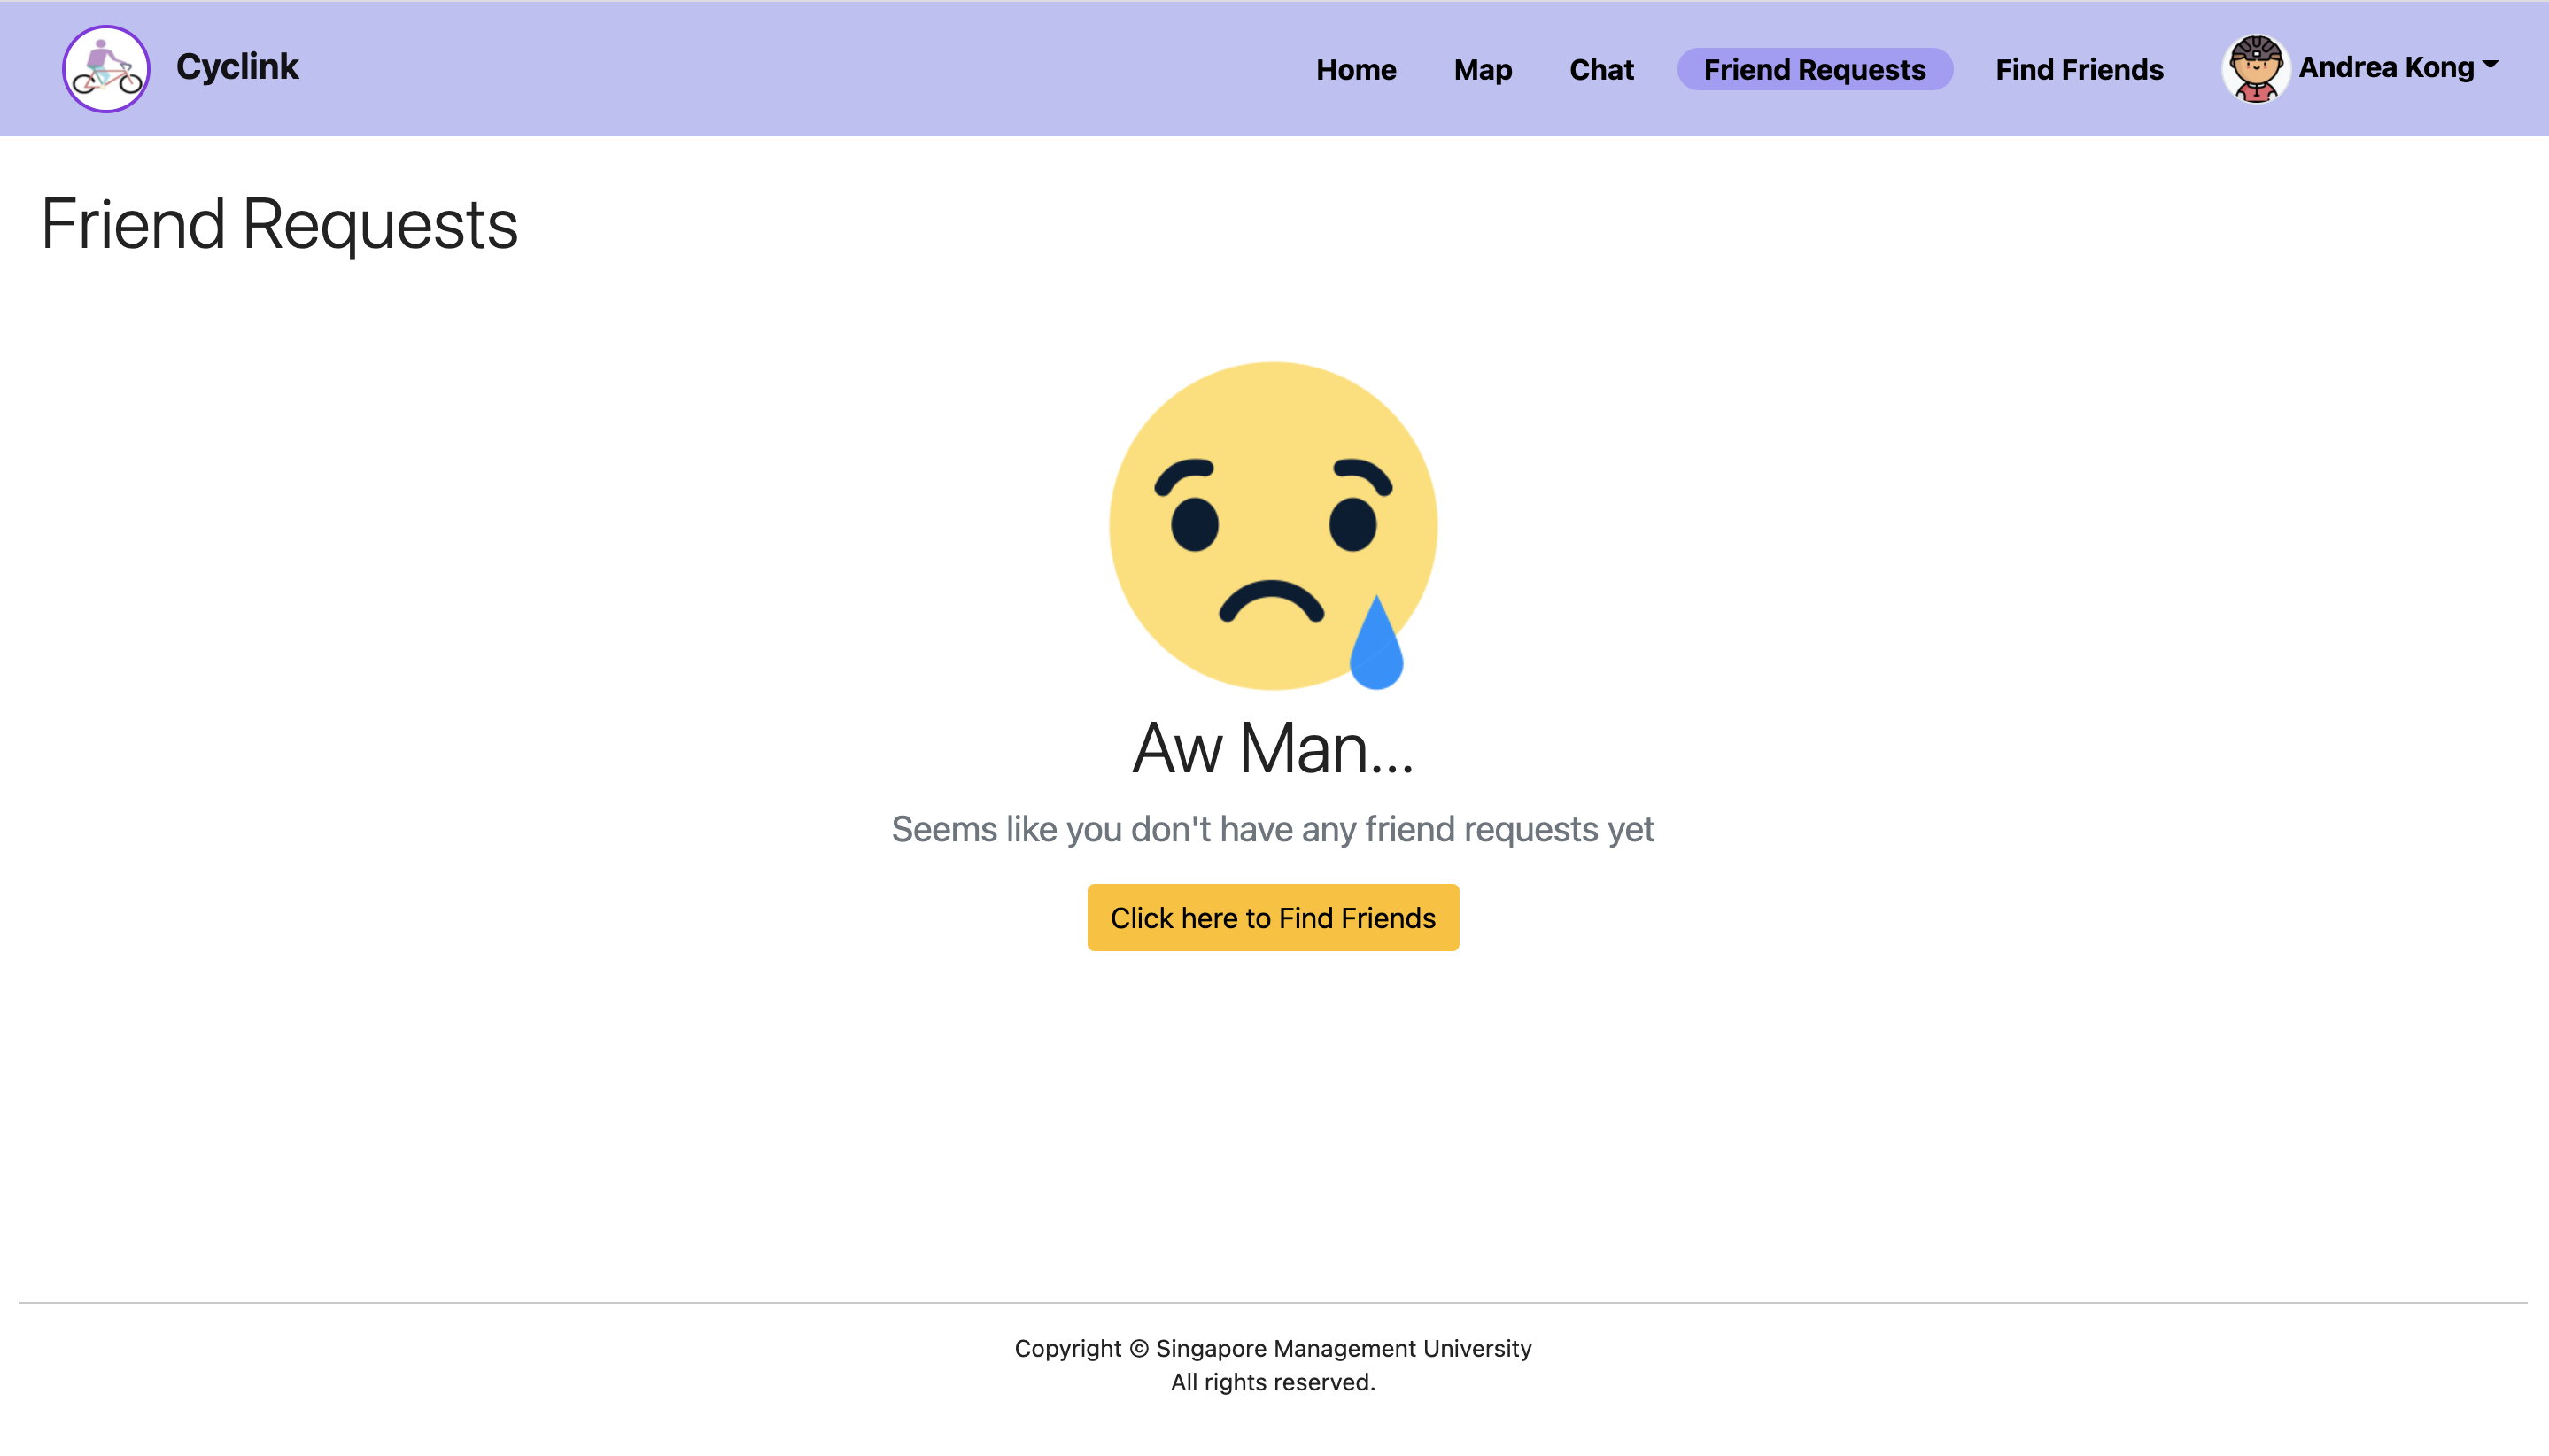 Cyclink
Home Map Chat Friend Requests Find Friends Andrea Kong
Friend Requests
Aw Man...
Seems like you don't have any friend requests yet
Click here to Find Friends
Copyright © Singapore Management University
All rights reserved.